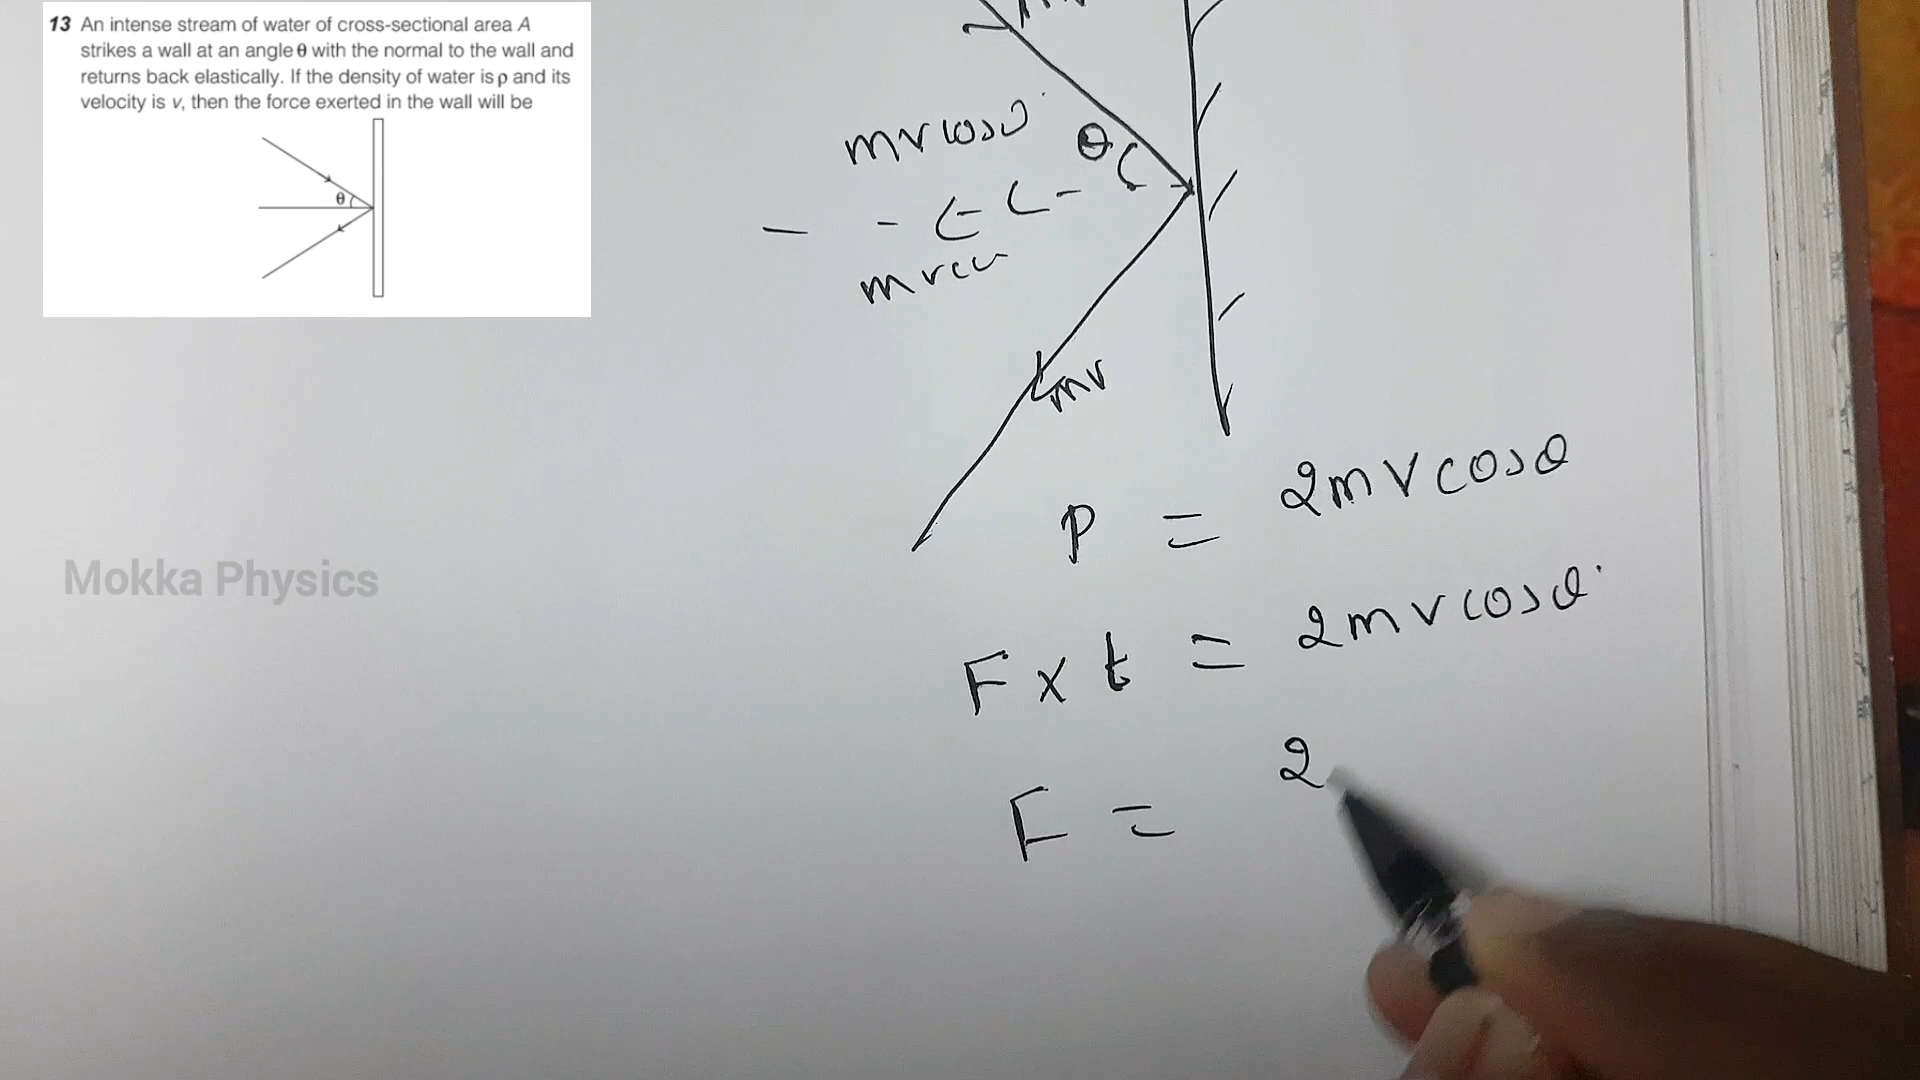 13 An intense stream of water of cross-sectional area A
strikes a wall at an angle θ with the normal to the wall and
returns back elastically. If the density of water is ρ and its
velocity is v, then the force exerted in the wall will be
θ
mv cosθ
θ
mv
P = 2mv cosθ
Mokka Physics
F x t = 2mv cosθ
F = 2